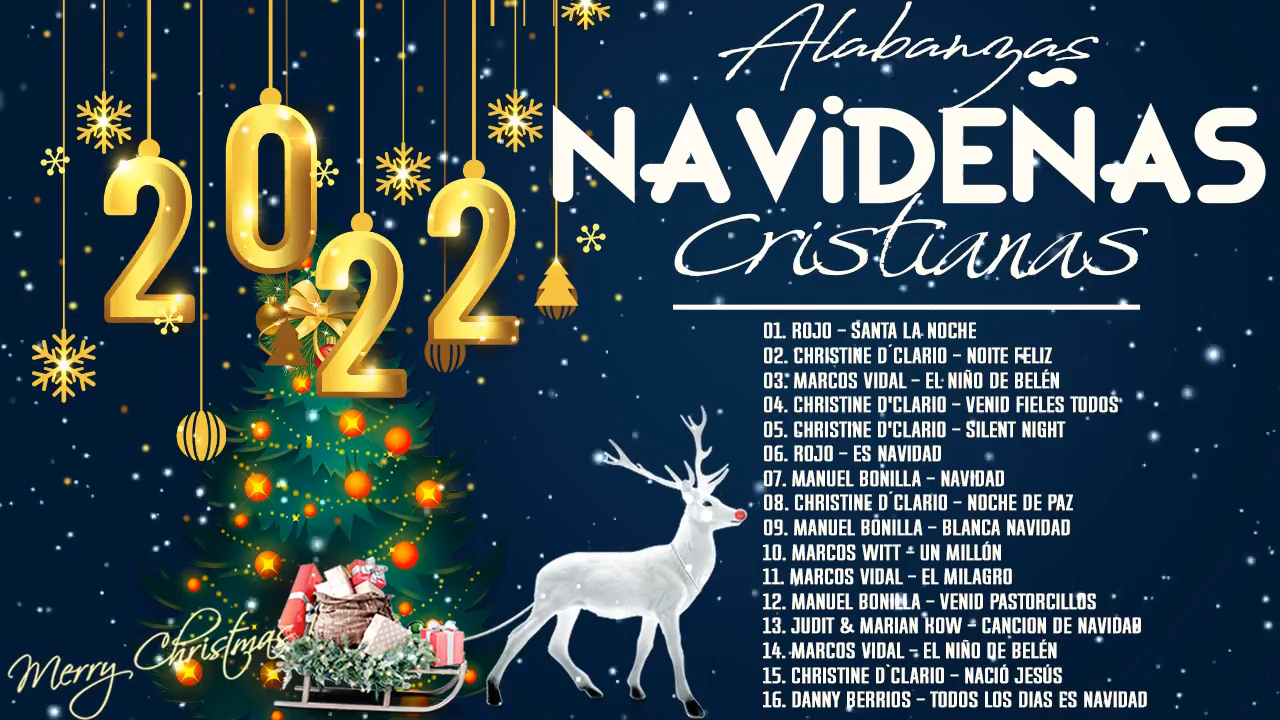 Alabanzas
NAViDEÑAS
Cristianas
2022
01. ROJO – SANTA LA NOCHE
02. CHRISTINE D´CLARIO – NOITE FELIZ
03. MARCOS VIDAL – EL NIÑO DE BELÉN
04. CHRISTINE D'CLARIO – VENID FIELES TODOS
05. CHRISTINE D'CLARIO – SILENT NIGHT
06. ROJO – ES NAVIDAD
07. MANUEL BONILLA – NAVIDAD
08. CHRISTINE D´CLARIO – NOCHE DE PAZ
09. MANUEL BONILLA – BLANCA NAVIDAD
10. MARCOS WITT – UN MILLÓN
11. MARCOS VIDAL – EL MILAGRO
12. MANUEL BONILLA – VENID PASTORCILLOS
13. JUDIT & MARIAN HOW – CANCION DE NAVIDAD
14. MARCOS VIDAL – EL NIÑO DE BELÉN
15. CHRISTINE D´CLARIO – NACIÓ JESÚS
16. DANNY BERRIOS – TODOS LOS DIAS ES NAVIDAD
Merry Christmas